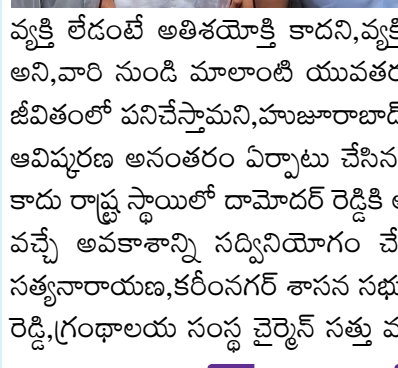 వ్యక్తి లేడంటే అతిశయోక్తి కాదని,వ్యక్తి
అని,వారి నుండి మాలాంటి యువతర
జీవితంలో పనిచేస్తామని,హుజూరాబాద్
ఆవిష్కరణ అనంతరం ఏర్పాటు చేసిన
కాదు రాష్ట్ర స్థాయిలో దామోదర్ రెడ్డికి
వచ్చే అవకాశాన్ని సద్వినియోగం చే
సత్యనారాయణ,కరీంనగర్ శాసన సభ
రెడ్డి,గ్రంథాలయ సంస్థ చైర్మెన్ సత్తు మ